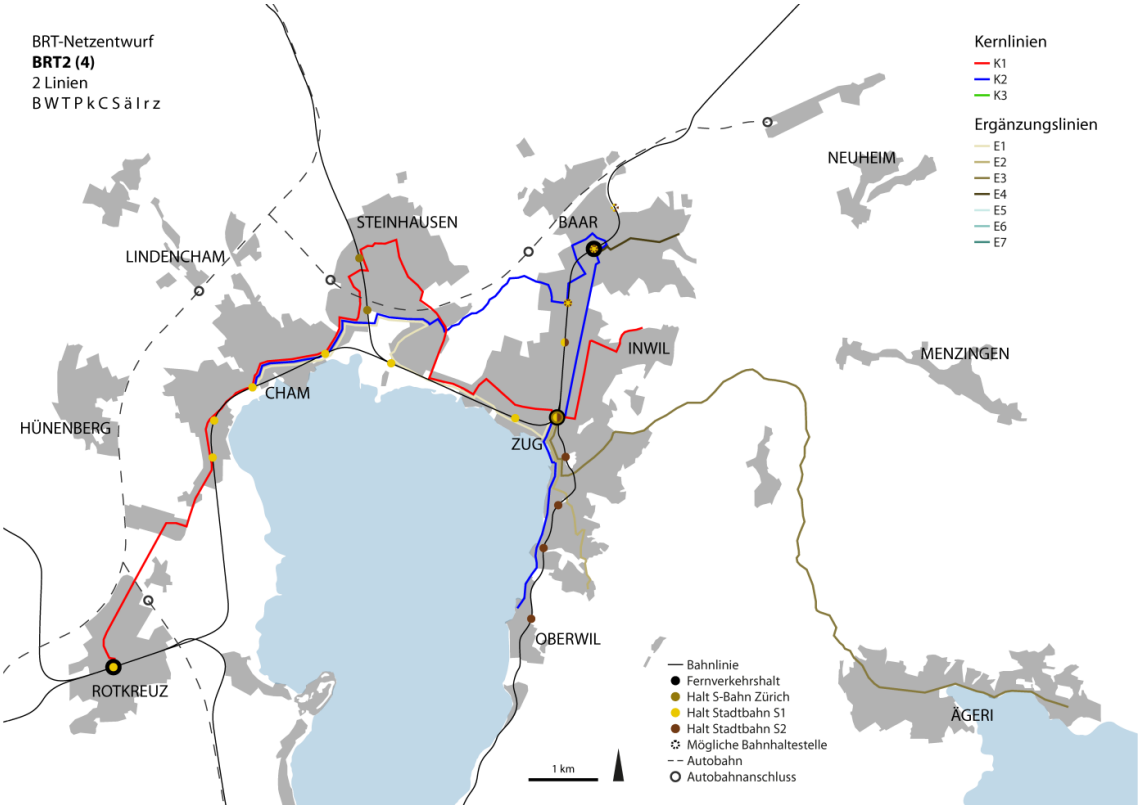 BRT-Netzentwurf
BRT2 (4)
2 Linien
B W T P k C S ä l r z
Kernlinien
K1
K2
K3
Ergänzungslinien
E1
E2
E3
E4
E5
E6
E7
NEUHEIM
STEINHAUSEN
BAAR
LINDENCHAM
INWIL
MENZINGEN
CHAM
HÜNENBERG
ZUG
OBERWIL
ROTKREUZ
ÄGERI
Bahnlinie
Fernverkehrshalt
Halt S-Bahn Zürich
Halt Stadtbahn S1
Halt Stadtbahn S2
Mögliche Bahnhaltestelle
Autobahn
Autobahnanschluss
1 km